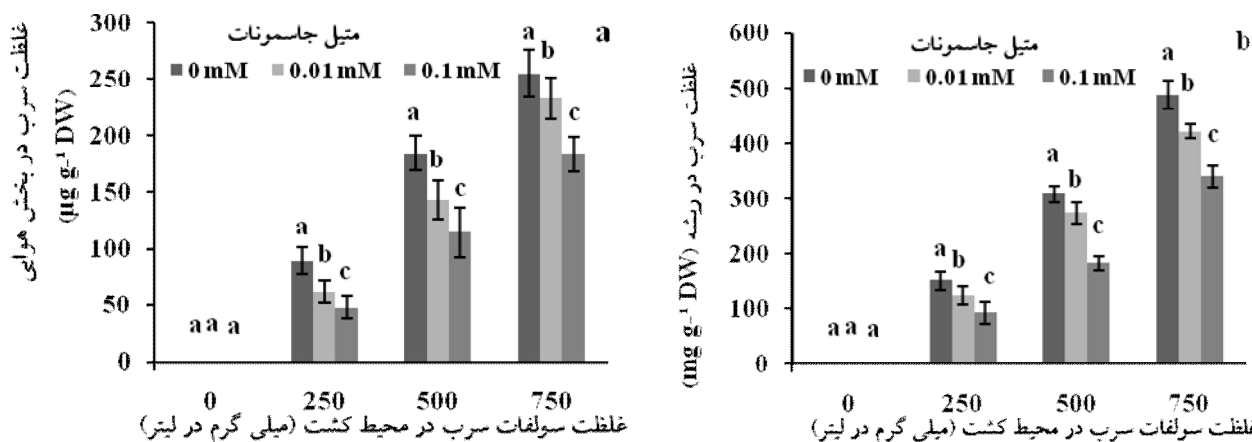 متیل جاسمونات
a
0 mM 0.01 mM 0.1 mM
غلظت سرب در بخش هوایی
(µg g-¹ DW)
300
250
200
150
100
50
0
a a a
a b c
a b c
a b c
0 250 500 750
غلظت سولفات سرب در محیط کشت (میلی گرم در لیتر)
متیل جاسمونات
b
0 mM 0.01 mM 0.1 mM
غلظت سرب در ریشه (mg g-¹ DW)
600
500
400
300
200
100
0
a a a
a b c
a b c
a b c
0 250 500 750
غلظت سولفات سرب در محیط کشت (میلی گرم در لیتر)